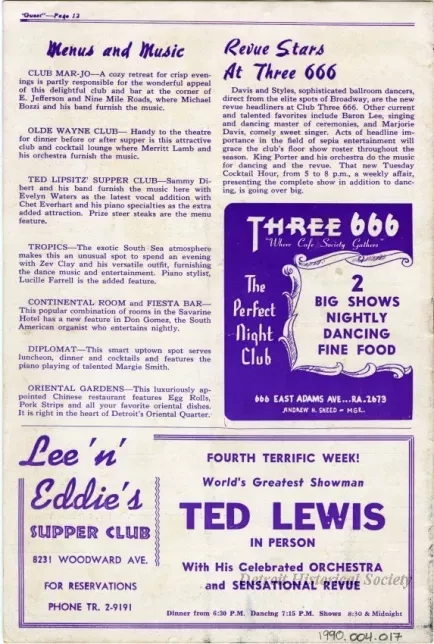 "Guest"—Page 12
Menus and Music
CLUB MAR-JO—A cozy retreat for crisp even-
ings is partly responsible for the wonderful appeal
of this delightful club and bar at the corner of
E. Jefferson and Nine Mile Roads, where Michael
Bozzi and his band furnish the music.
OLDE WAYNE CLUB— Handy to the theatre
for dinner before or after supper is this attractive
club and cocktail lounge where Merritt Lamb and
his orchestra furnish the music.
TED LIPSITZ' SUPPER CLUB—Sammy Di-
bert and his band furnish the music here with
Evelyn Waters as the latest vocal addition with
Chet Everhart and his piano specialties as the extra
added attraction. Prize steer steaks are the menu
feature.
TROPICS—The exotic South Sea atmosphere
makes this an unusual spot to spend an evening
with Zev Clay and his versatile outfit, furnishing
the dance music and entertainment. Piano stylist,
Lucille Farrell is the added feature.
CONTINENTAL ROOM and FIESTA BAR—
This popular combination of rooms in the Savarine
Hotel has a new feature in Don Gomez, the South
American organist who entertains nightly.
DIPLOMAT—This smart uptown spot serves
luncheon, dinner and cocktails and features the
piano playing of talented Margie Smith.
ORIENTAL GARDENS—This luxuriously ap-
pointed Chinese restaurant features Egg Rolls,
Pork Strips and all your favorite oriental dishes.
It is right in the heart of Detroit's Oriental Quarter.
Revue Stars
At Three 666
Davis and Styles, sophisticated ballroom dancers,
direct from the elite spots of Broadway, are the new
revue headliners at Club Three 666. Other current
and talented favorites include Baron Lee, singing
and dancing master of ceremonies, and Marjorie
Davis, comely sweet singer. Acts of headline im-
portance in the field of sepia entertainment will
grace the club's floor show roster throughout the
season. King Porter and his orchestra do the music
for dancing and the revue. That new Tuesday
Cocktail Hour, from 5 to 8 p.m., a weekly affair,
presenting the complete show in addition to danc-
ing, is going over big.
THREE 666
"Where Cafe Society Gathers"
The
Perfect
Night
Club
2
BIG SHOWS
NIGHTLY
DANCING
FINE FOOD
666 EAST ADAMS AVE...RA.2673
ANDREW H. SNEED - MGR.
Lee 'n'
Eddie's
SUPPER CLUB
8231 WOODWARD AVE.
FOR RESERVATIONS
PHONE TR. 2-9191
FOURTH TERRIFIC WEEK!
World's Greatest Showman
TED LEWIS
IN PERSON
With His Celebrated ORCHESTRA
and SENSATIONAL REVUE
Dinner from 6:30 P.M. Dancing 7:15 P.M. Shows 8:30 & Midnight
Detroit Historical Society
1990.004.017